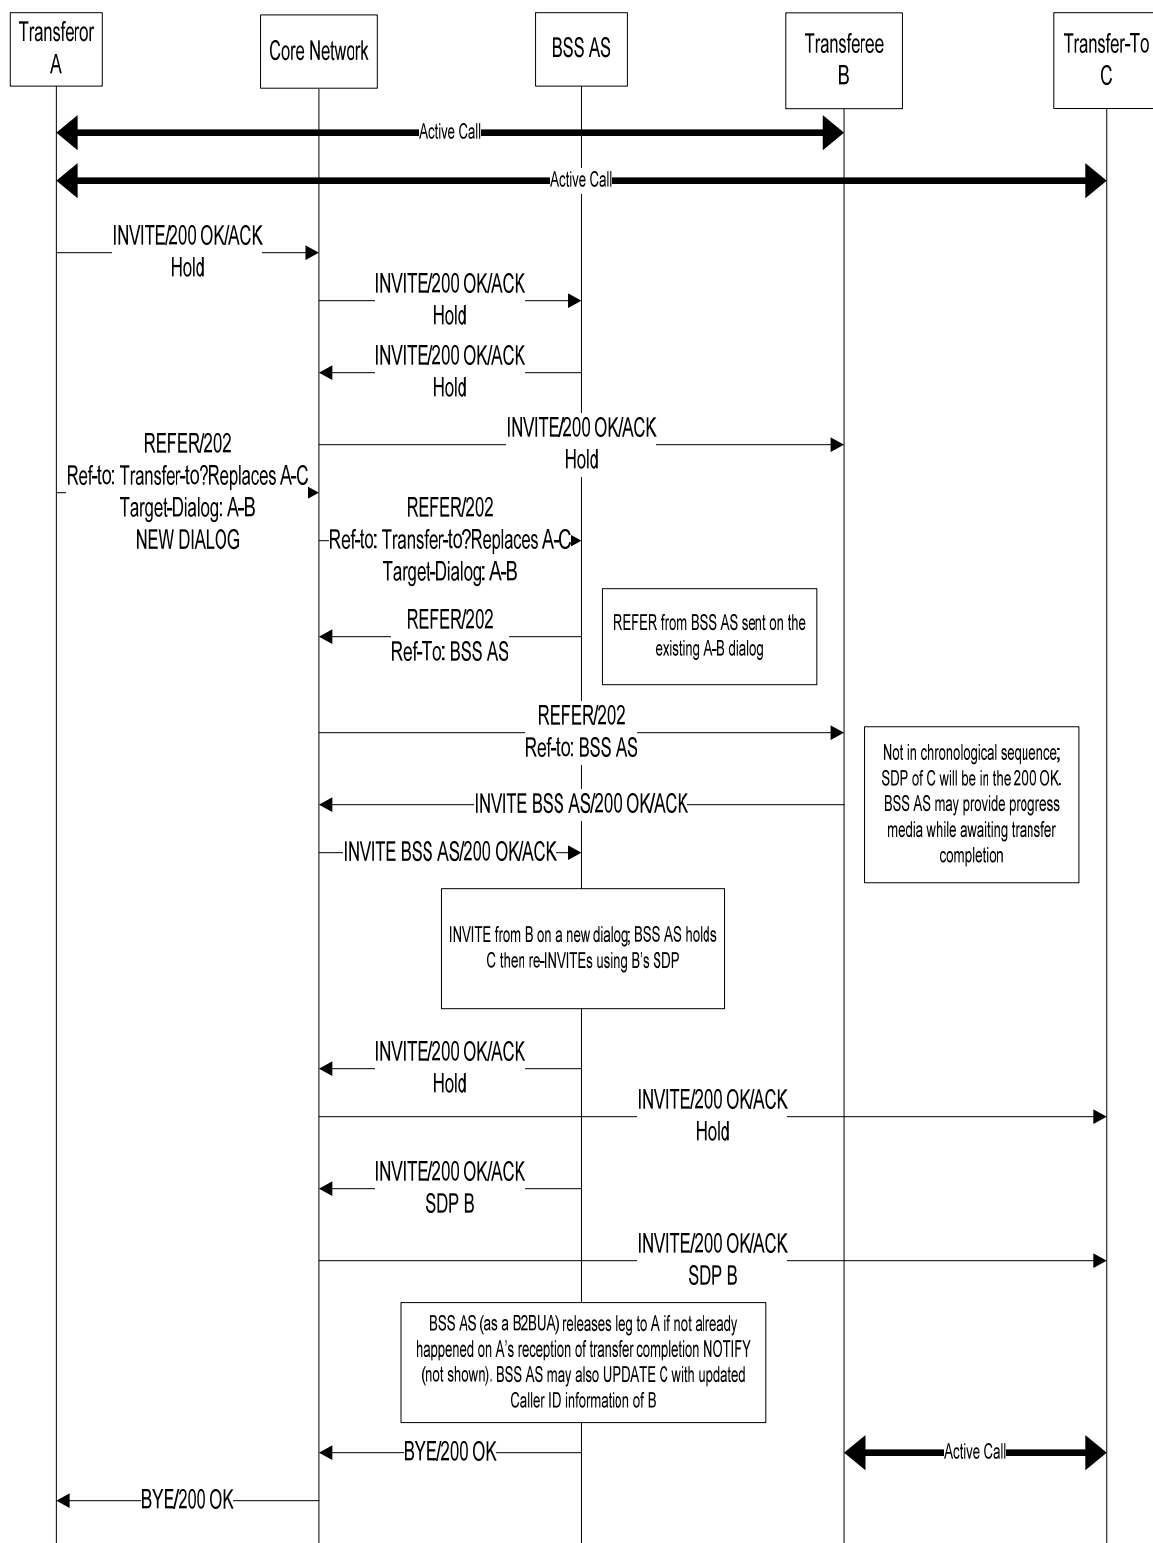 Transferor
A
Core Network
BSS AS
Transferee
B
Transfer-To
C
Active Call
Active Call
INVITE/200 OK/ACK
Hold
INVITE/200 OK/ACK
Hold
INVITE/200 OK/ACK
Hold
INVITE/200 OK/ACK
Hold
REFER/202
Ref-to: Transfer-to?Replaces A-C
Target-Dialog: A-B
NEW DIALOG
REFER/202
Ref-to: Transfer-to?Replaces A-C
Target-Dialog: A-B
REFER/202
Ref-To: BSS AS
REFER from BSS AS sent on the
existing A-B dialog
REFER/202
Ref-to: BSS AS
Not in chronological sequence;
SDP of C will be in the 200 OK.
BSS AS may provide progress
media while awaiting transfer
completion
INVITE BSS AS/200 OK/ACK
INVITE BSS AS/200 OK/ACK
INVITE from B on a new dialog; BSS AS holds
C then re-INVITEs using B's SDP
INVITE/200 OK/ACK
Hold
INVITE/200 OK/ACK
Hold
INVITE/200 OK/ACK
SDP B
INVITE/200 OK/ACK
SDP B
BSS AS (as a B2BUA) releases leg to A if not already
happened on A's reception of transfer completion NOTIFY
(not shown). BSS AS may also UPDATE C with updated
Caller ID information of B
BYE/200 OK
Active Call
BYE/200 OK